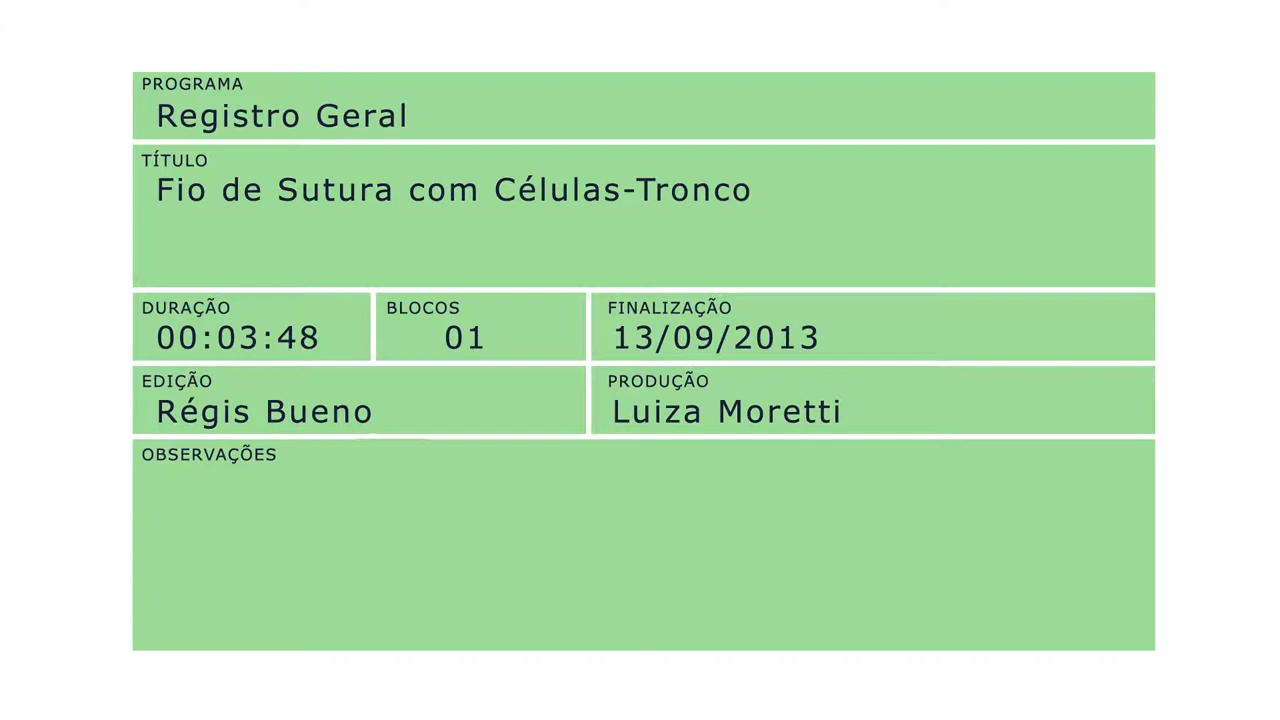 PROGRAMA
Registro Geral
TÍTULO
Fio de Sutura com Células-Tronco
DURAÇÃO
00:03:48
BLOCOS
01
FINALIZAÇÃO
13/09/2013
EDIÇÃO
Régis Bueno
PRODUÇÃO
Luiza Moretti
OBSERVAÇÕES